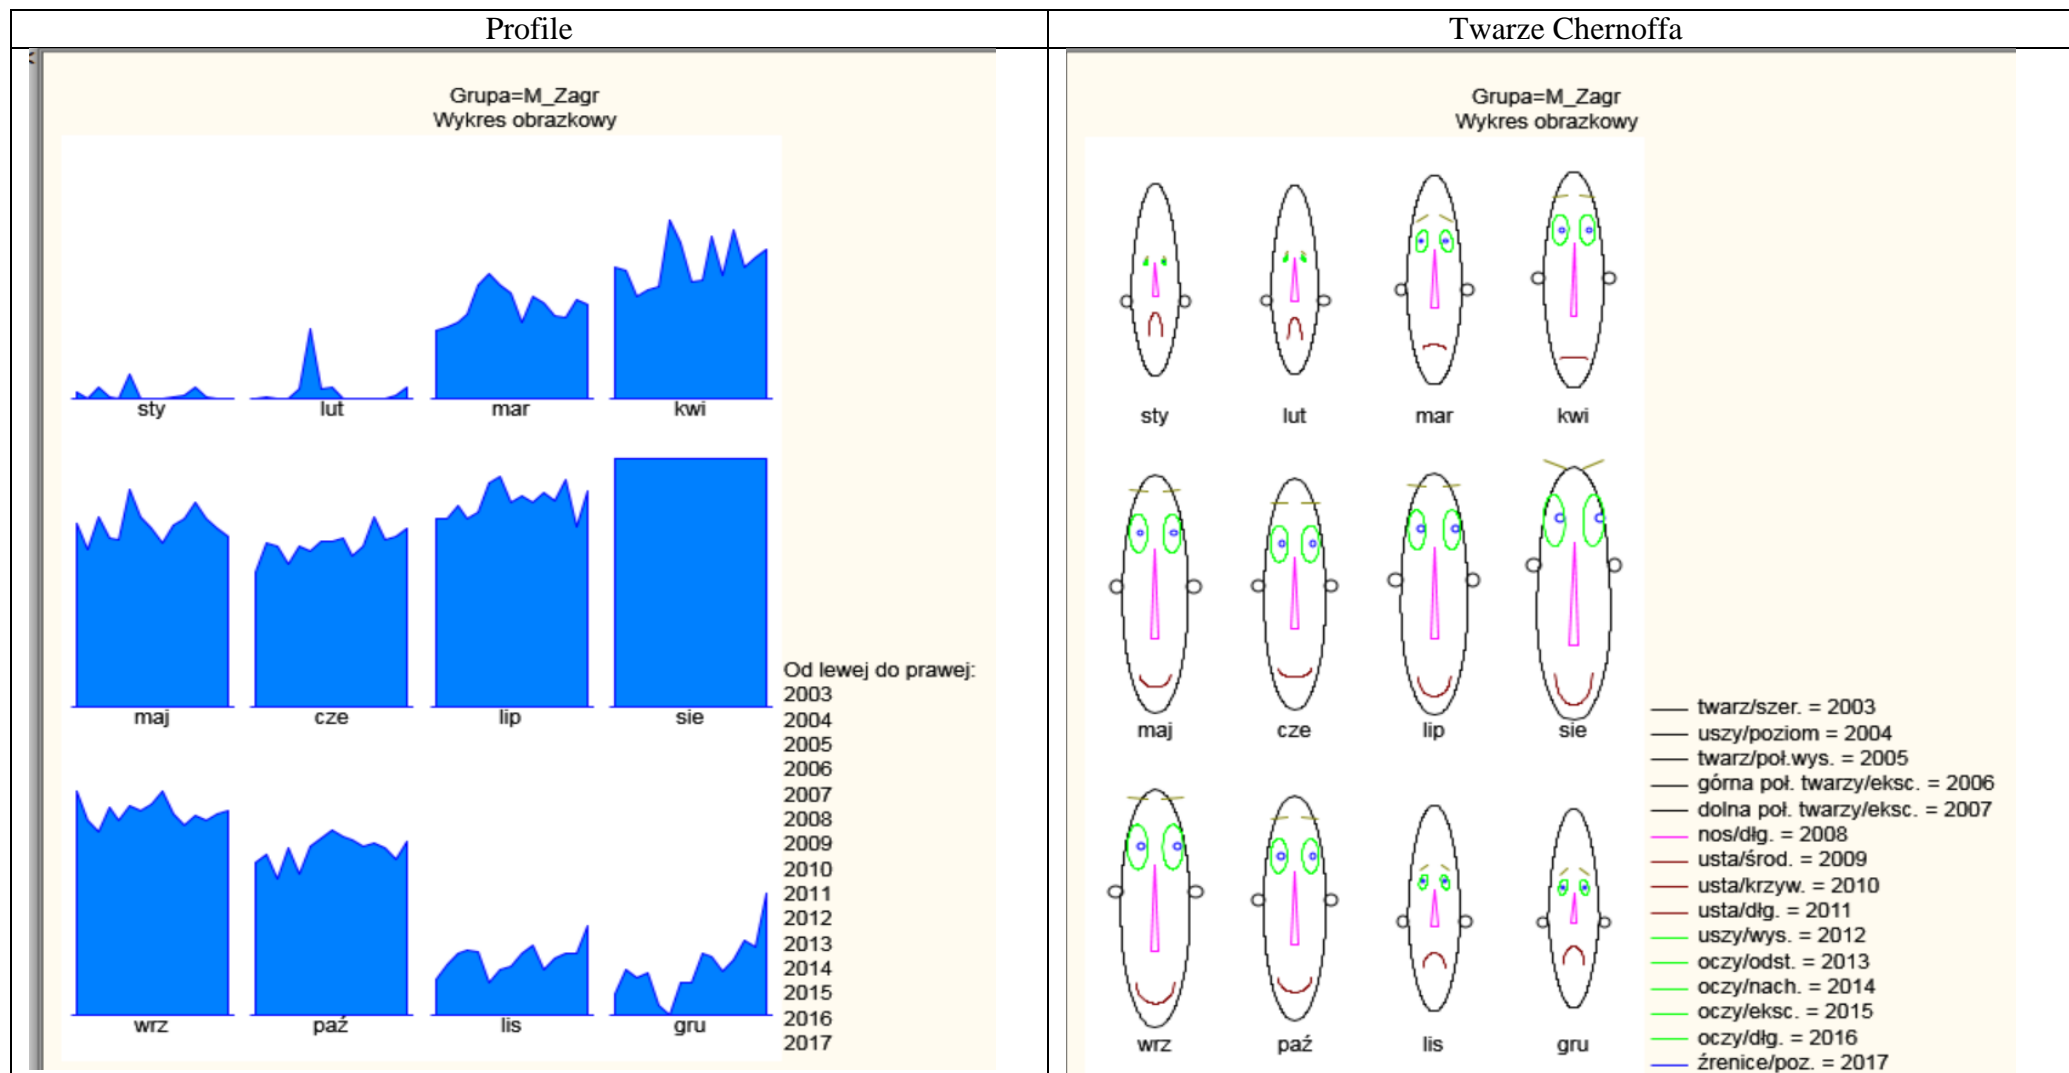 Profile
Twarze Chernoffa
Grupa=M_Zagr
Wykres obrazkowy
sty lut mar kwi
maj cze lip sie
wrz paź lis gru
Od lewej do prawej:
2003
2004
2005
2006
2007
2008
2009
2010
2011
2012
2013
2014
2015
2016
2017
Grupa=M_Zagr
Wykres obrazkowy
sty lut mar kwi
maj cze lip sie
wrz paź lis gru
twarz/szer. = 2003
uszy/poziom = 2004
twarz/poł.wys. = 2005
górna poł. twarzy/eksc. = 2006
dolna poł. twarzy/eksc. = 2007
nos/dłg. = 2008
usta/środ. = 2009
usta/krzyw. = 2010
usta/dłg. = 2011
uszy/wys. = 2012
oczy/odst. = 2013
oczy/nach. = 2014
oczy/eksc. = 2015
oczy/dłg. = 2016
źrenice/poz. = 2017